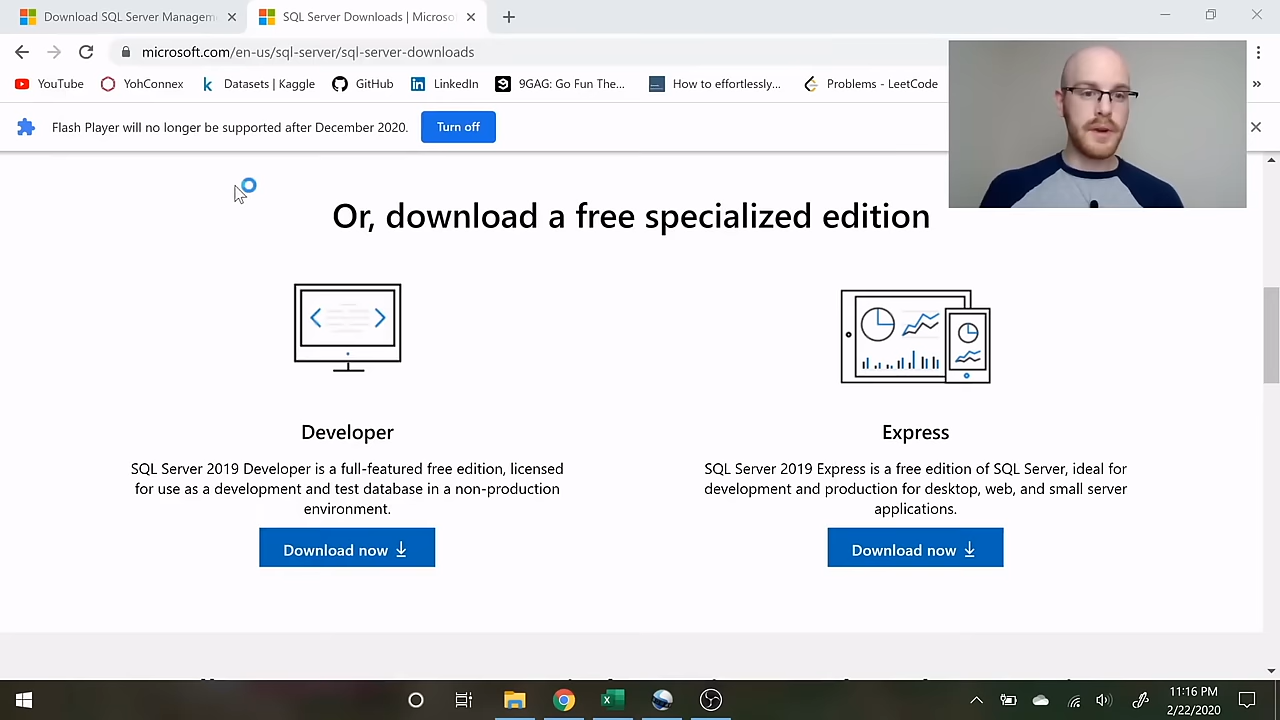 Download SQL Server Managem
SQL Server Downloads | Microso
microsoft.com/en-us/sql-server/sql-server-downloads
YouTube
YohConnex
Datasets | Kaggle
GitHub
LinkedIn
9GAG: Go Fun The...
How to effortlessly...
Problems - LeetCode
Flash Player will no longer be supported after December 2020.
Turn off
Or, download a free specialized edition
Developer
SQL Server 2019 Developer is a full-featured free edition, licensed
for use as a development and test database in a non-production
environment.
Download now
Express
SQL Server 2019 Express is a free edition of SQL Server, ideal for
development and production for desktop, web, and small server
applications.
Download now
11:16 PM
2/22/2020